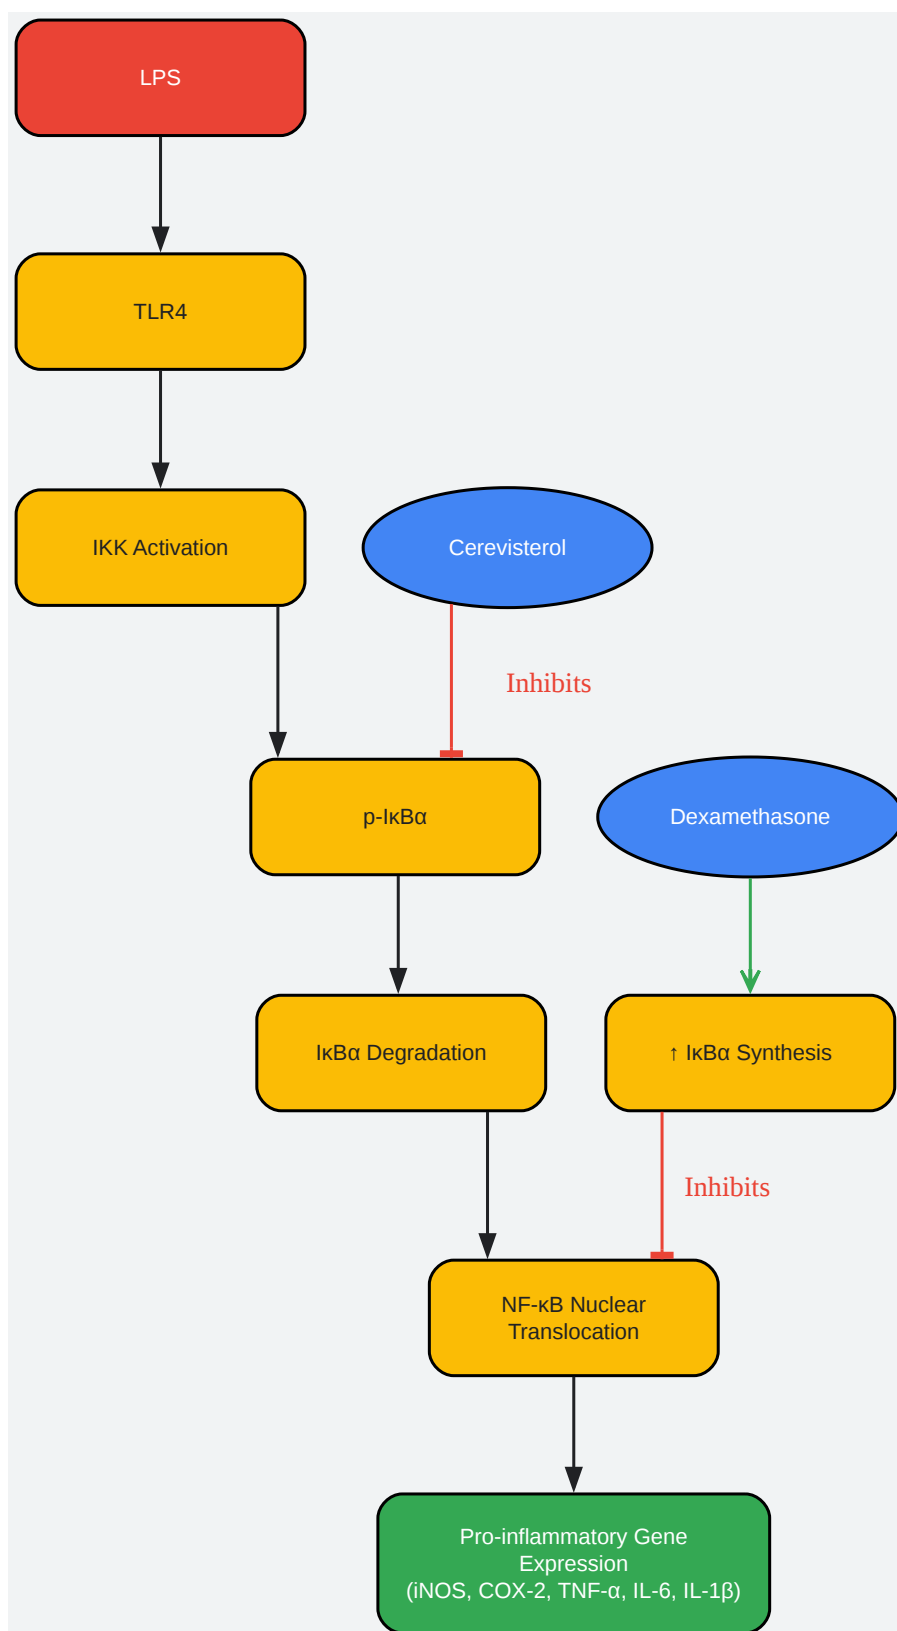 LPS
TLR4
IKK Activation
Cerevisterol
Inhibits
p-IκBα
Dexamethasone
IκBα Degradation
↑ IκBα Synthesis
Inhibits
NF-κB Nuclear
Translocation
Pro-inflammatory Gene
Expression
(iNOS, COX-2, TNF-α, IL-6, IL-1β)